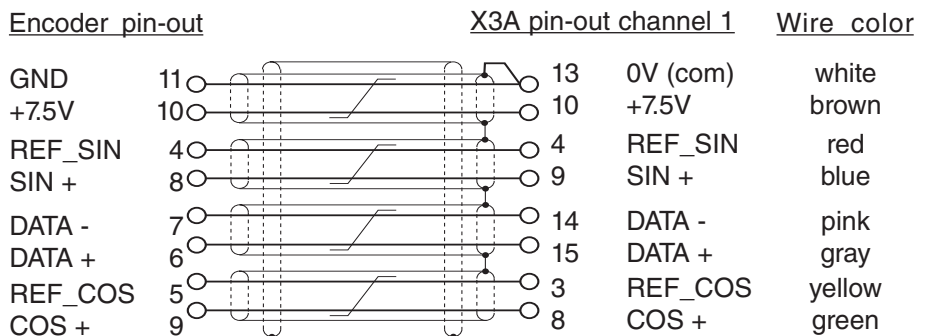 Encoder pin-out X3A pin-out channel 1 Wire color
GND 11 13 0V (com) white
+7.5V 10 10 +7.5V brown
REF_SIN 4 4 REF_SIN red
SIN + 8 9 SIN + blue
DATA - 7 14 DATA - pink
DATA + 6 15 DATA + gray
REF_COS 5 3 REF_COS yellow
COS + 9 8 COS + green